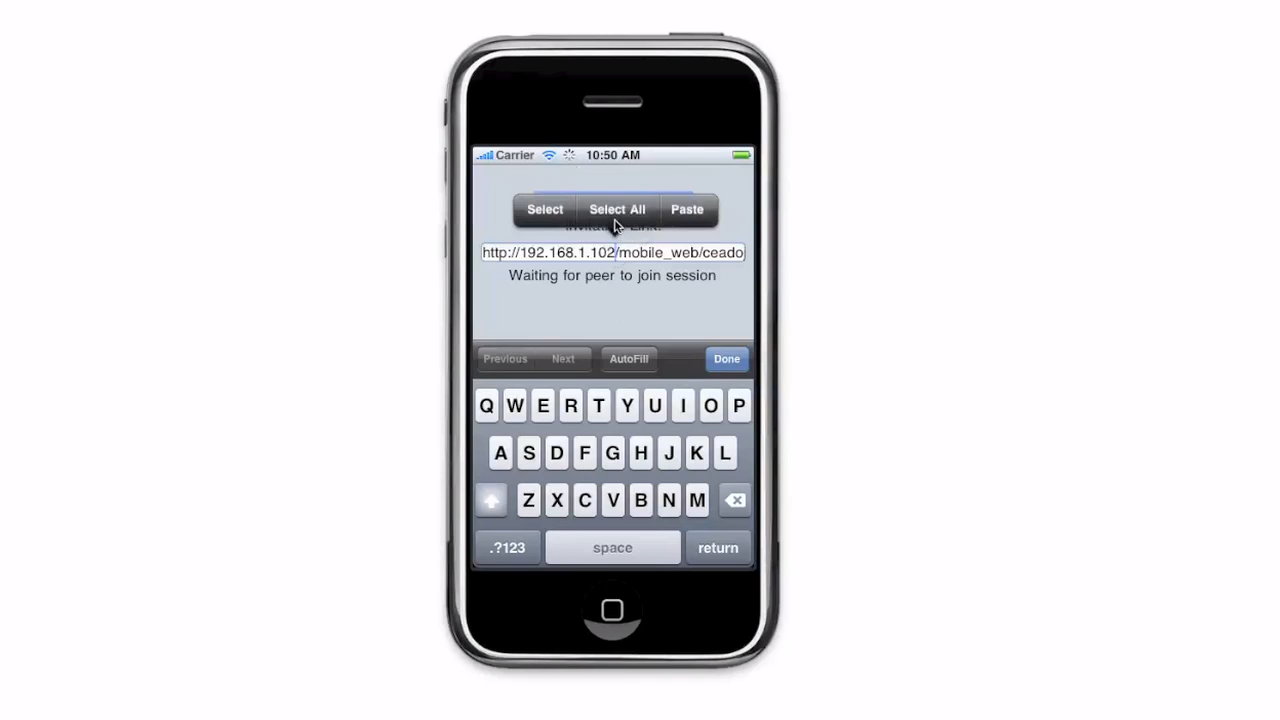 Carrier 10:50 AM
Select Select All Paste
http://192.168.1.102/mobile_web/ceado
Waiting for peer to join session
Previous Next AutoFill Done
Q W E R T Y U I O P
A S D F G H J K L
Z X C V B N M
.?123 space return